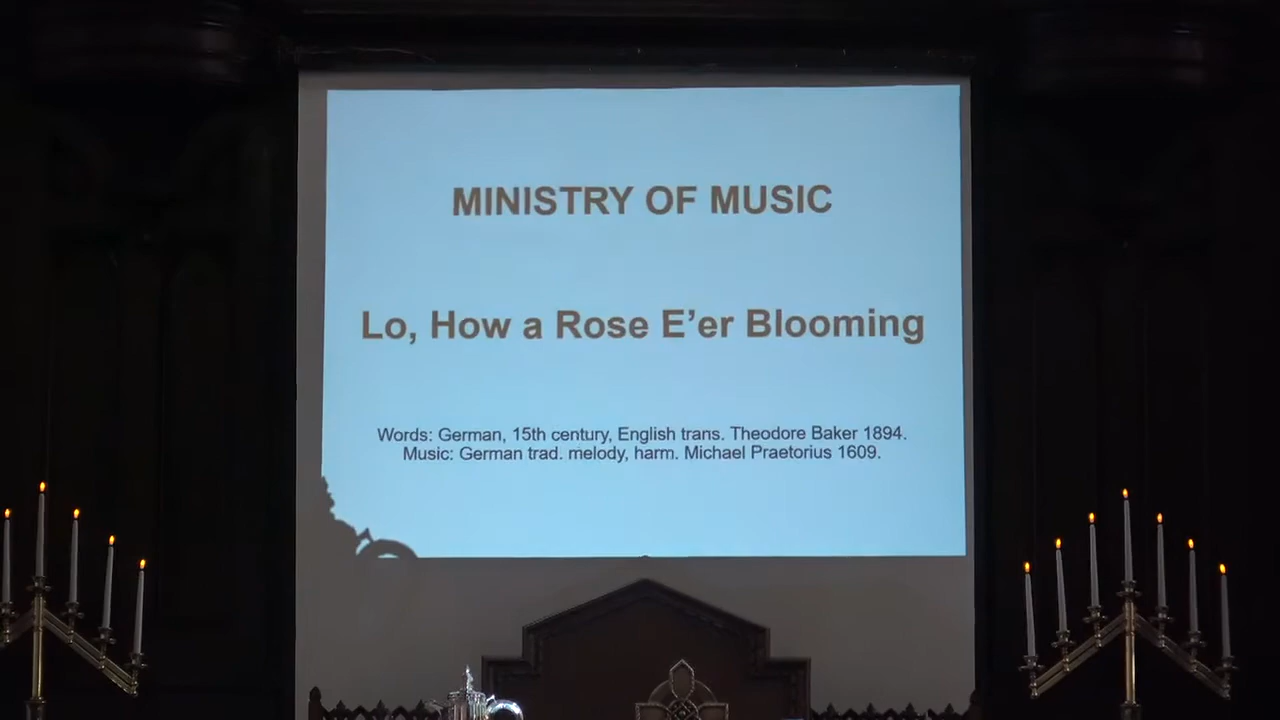 MINISTRY OF MUSIC
Lo, How a Rose E’er Blooming
Words: German, 15th century, English trans. Theodore Baker 1894.
Music: German trad. melody, harm. Michael Praetorius 1609.